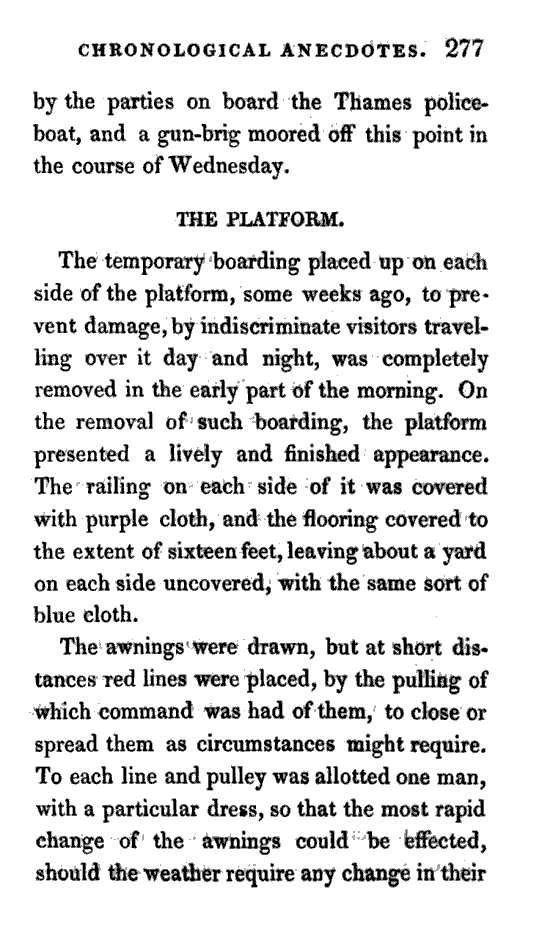 CHRONOLOGICAL ANECDOTES. 277
by the parties on board the Thames police-
boat, and a gun-brig moored off this point in
the course of Wednesday.
THE PLATFORM.
The temporary boarding placed up on each
side of the platform, some weeks ago, to pre-
vent damage, by indiscriminate visitors travel-
ling over it day and night, was completely
removed in the early part of the morning. On
the removal of such boarding, the platform
presented a lively and finished appearance.
The railing on each side of it was covered
with purple cloth, and the flooring covered to
the extent of sixteen feet, leaving about a yard
on each side uncovered, with the same sort of
blue cloth.
The awnings were drawn, but at short dis-
tances red lines were placed, by the pulling of
which command was had of them, to close or
spread them as circumstances might require.
To each line and pulley was allotted one man,
with a particular dress, so that the most rapid
change of the awnings could be effected,
should the weather require any change in their